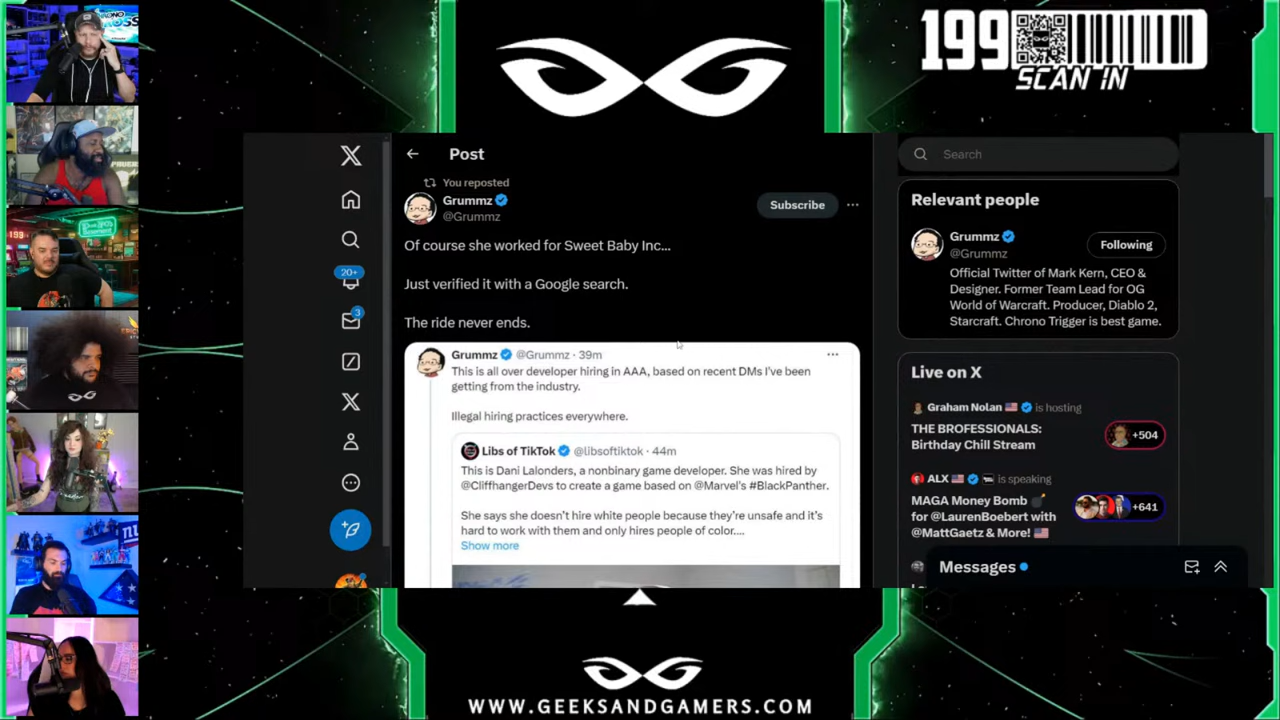 199
SCAN IN
Post
You reposted
Grummz
@Grummz
Subscribe
Of course she worked for Sweet Baby Inc...
Just verified it with a Google search.
The ride never ends.
Grummz @Grummz · 39m
This is all over developer hiring in AAA, based on recent DMs I've been
getting from the industry.
Illegal hiring practices everywhere.
Libs of TikTok @libsoftiktok · 44m
This is Dani Lalonders, a nonbinary game developer. She was hired by
@CliffhangerDevs to create a game based on @Marvel's #BlackPanther.
She says she doesn't hire white people because they're unsafe and it's
hard to work with them and only hires people of color....
Show more
20+
3
Search
Relevant people
Grummz
@Grummz
Following
Official Twitter of Mark Kern, CEO &
Designer. Former Team Lead for OG
World of Warcraft. Producer, Diablo 2,
Starcraft. Chrono Trigger is best game.
Live on X
Graham Nolan is hosting
THE BROFESSIONALS:
Birthday Chill Stream
+504
ALX is speaking
MAGA Money Bomb
for @LaurenBoebert with
@MattGaetz & More!
+641
Messages
WWW.GEEKSANDGAMERS.COM